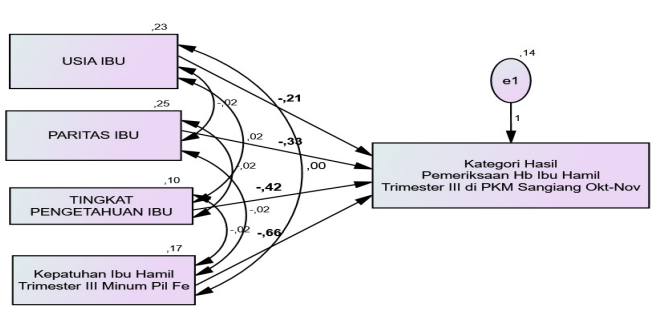 ,23
USIA IBU
,25
PARITAS IBU
,10
TINGKAT
PENGETAHUAN IBU
,17
Kepatuhan Ibu Hamil
Trimester III Minum Pil Fe
-,02
,02
-,02
,02
-,02
-,02
,00
-,21
-,33
-,42
-,66
,14
e1
1
Kategori Hasil
Pemeriksaan Hb Ibu Hamil
Trimester III di PKM Sangiang Okt-Nov